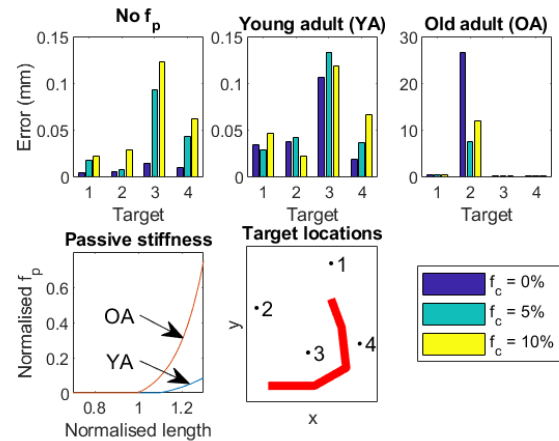 No f_p
Young adult (YA)
Old adult (OA)
Error (mm)
0.15
0.1
0.05
0
1 2 3 4
Target
0.15
0.1
0.05
0
1 2 3 4
Target
30
20
10
0
1 2 3 4
Target
Passive stiffness
Target locations
Normalised f_p
0.6
0.4
0.2
0
OA
YA
0.8 1 1.2
Normalised length
y
1
2
3
4
x
f_c = 0%
f_c = 5%
f_c = 10%